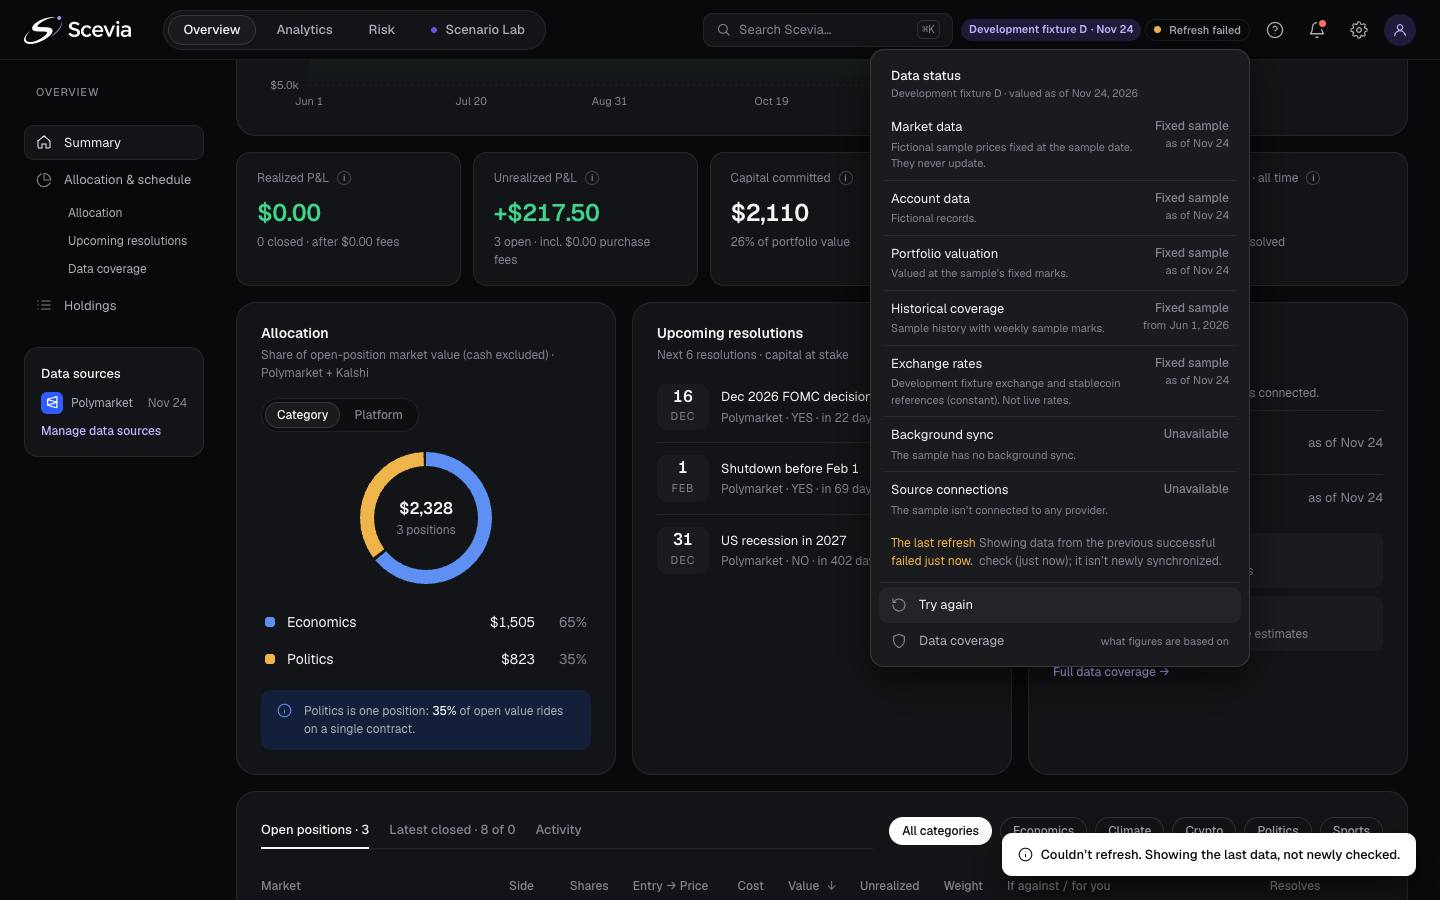 Scevia
Overview
Analytics
Risk
Scenario Lab
Search Scevia...
⌘K
Development fixture D · Nov 24
Refresh failed
OVERVIEW
Summary
Allocation & schedule
Allocation
Upcoming resolutions
Data coverage
Holdings
Data sources
Polymarket Nov 24
Manage data sources
$5.0k
Jun 1 Jul 20 Aug 31 Oct 19
Realized P&L
$0.00
0 closed · after $0.00 fees
Unrealized P&L
+$217.50
3 open · incl. $0.00 purchase
fees
Capital committed
$2,110
26% of portfolio value
· all time
solved
Allocation
Share of open-position market value (cash excluded) ·
Polymarket + Kalshi
Category Platform
$2,328
3 positions
Economics $1,505 65%
Politics $823 35%
Politics is one position: 35% of open value rides
on a single contract.
Upcoming resolutions
Next 6 resolutions · capital at stake
16
DEC
Dec 2026 FOMC decision
Polymarket · YES · in 22 day
1
FEB
Shutdown before Feb 1
Polymarket · YES · in 69 day
31
DEC
US recession in 2027
Polymarket · NO · in 402 da
s connected.
as of Nov 24
as of Nov 24
estimates
Full data coverage →
Data status
Development fixture D · valued as of Nov 24, 2026
Market data
Fixed sample
Fictional sample prices fixed at the sample date.
They never update.
as of Nov 24
Account data
Fixed sample
Fictional records.
as of Nov 24
Portfolio valuation
Fixed sample
Valued at the sample's fixed marks.
as of Nov 24
Historical coverage
Fixed sample
Sample history with weekly sample marks.
from Jun 1, 2026
Exchange rates
Fixed sample
Development fixture exchange and stablecoin
references (constant). Not live rates.
as of Nov 24
Background sync
Unavailable
The sample has no background sync.
Source connections
Unavailable
The sample isn't connected to any provider.
The last refresh
failed just now.
Showing data from the previous successful
check (just now); it isn't newly synchronized.
Try again
Data coverage
what figures are based on
Open positions · 3 Latest closed · 8 of 0 Activity
All categories Economics Climate Crypto Politics Sports
Market Side Shares Entry → Price Cost Value ↓ Unrealized Weight If against / for you Resolves
Couldn't refresh. Showing the last data, not newly checked.